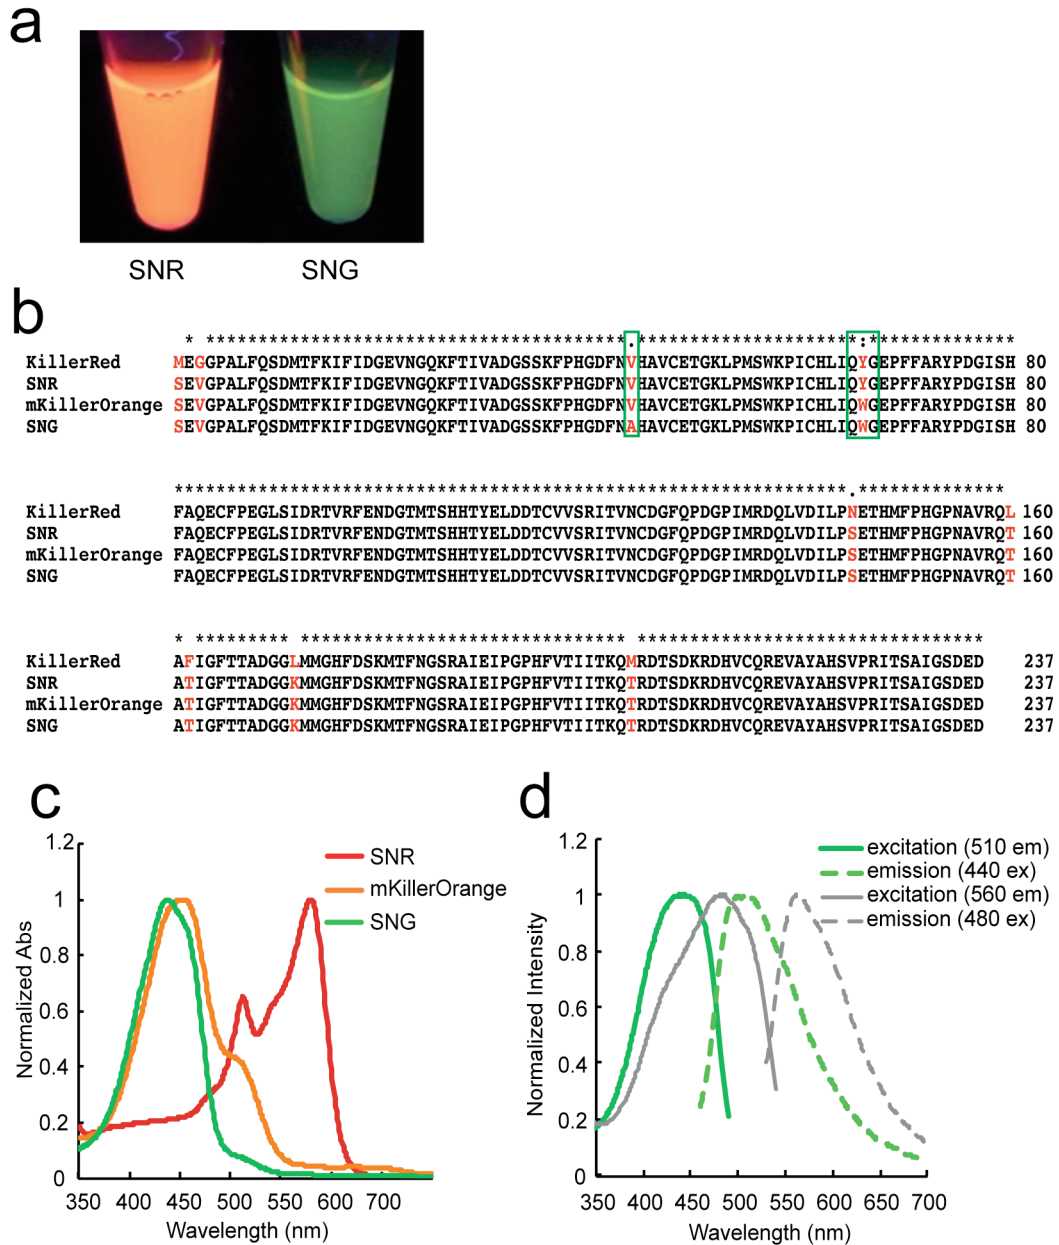 a
SNR SNG
b
* ******************************************.********************:**************
KillerRed MEGGPALFQSDMTFKIFIDGEVNGQKFTIVADGSSKFPHGDFNVHAVCETGKLPMSWKPICHLIQYGEPFFARYPDGISH 80
SNR SEVGPALFQSDMTFKIFIDGEVNGQKFTIVADGSSKFPHGDFNVHAVCETGKLPMSWKPICHLIQYGEPFFARYPDGISH 80
mKillerOrange SEVGPALFQSDMTFKIFIDGEVNGQKFTIVADGSSKFPHGDFNVHAVCETGKLPMSWKPICHLIQWGEPFFARYPDGISH 80
SNG SEVGPALFQSDMTFKIFIDGEVNGQKFTIVADGSSKFPHGDFNAHAVCETGKLPMSWKPICHLIQWGEPFFARYPDGISH 80
****************************************************************.**************
KillerRed FAQECFPEGLSIDRTVRFENDGTMTSHHTYELDDTCVVSRITVNCDGFQPDGPIMRDQLVDILPNETHMFPHGPNAVRQL 160
SNR FAQECFPEGLSIDRTVRFENDGTMTSHHTYELDDTCVVSRITVNCDGFQPDGPIMRDQLVDILPSETHMFPHGPNAVRQT 160
mKillerOrange FAQECFPEGLSIDRTVRFENDGTMTSHHTYELDDTCVVSRITVNCDGFQPDGPIMRDQLVDILPSETHMFPHGPNAVRQT 160
SNG FAQECFPEGLSIDRTVRFENDGTMTSHHTYELDDTCVVSRITVNCDGFQPDGPIMRDQLVDILPSETHMFPHGPNAVRQT 160
* ********* ******************************* *********************************
KillerRed AFIGFTTADGGLMMGHFDSKMTFNGSRAIEIPGPHFVTIITKQMRDTSDKRDHVCQREVAYAHSVPRITSAIGSDED 237
SNR ATIGFTTADGGKMMGHFDSKMTFNGSRAIEIPGPHFVTIITKQTRDTSDKRDHVCQREVAYAHSVPRITSAIGSDED 237
mKillerOrange ATIGFTTADGGKMMGHFDSKMTFNGSRAIEIPGPHFVTIITKQTRDTSDKRDHVCQREVAYAHSVPRITSAIGSDED 237
SNG ATIGFTTADGGKMMGHFDSKMTFNGSRAIEIPGPHFVTIITKQTRDTSDKRDHVCQREVAYAHSVPRITSAIGSDED 237
c
1.2
1
0.8
0.6
0.4
0.2
0
Normalized Abs
SNR
mKillerOrange
SNG
350 400 450 500 550 600 700
Wavelength (nm)
d
1.2
1
0.8
0.6
0.4
0.2
0
Normalized Intensity
excitation (510 em)
emission (440 ex)
excitation (560 em)
emission (480 ex)
350 400 450 500 550 600 650 700
Wavelength (nm)